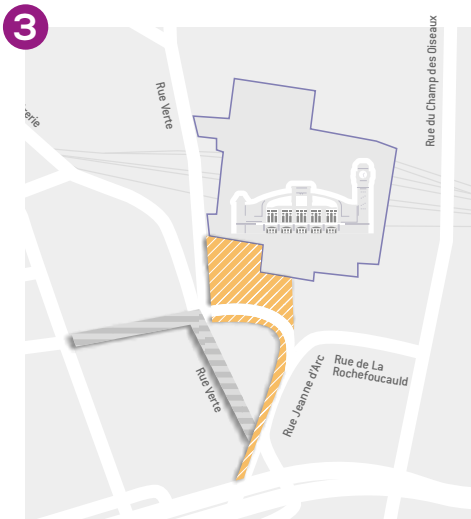 3
Rue du Champ des Oiseaux
Rue Verte
erie
Rue de La
Rochefoucauld
Rue Jeanne d'Arc
Rue Verte